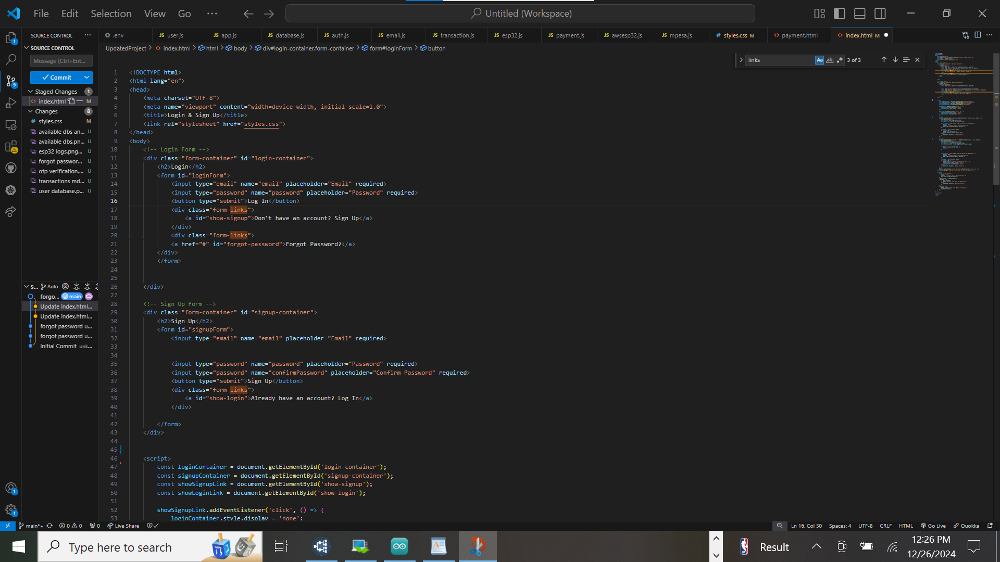 File Edit Selection View Go ··· Untitled (Workspace)
SOURCE CONTROL ···
.env
JS user.js
JS app.js
JS database.js
JS auth.js
JS email.js
JS transaction.js
JS esp32.js
JS payment.js
JS awsesp32.js
JS mpesa.js
# styles.css M
<> payment.html
<> index.html M
SOURCE CONTROL
UpdatedProject > <> index.html > html > body > div#login-container.form-container > form#loginForm > button
Message (Ctrl+Ent...
Commit
Staged Changes 1
<> index.html M
Changes 8
# styles.css M
available dbs an... U
available dbs.pn... U
esp32 logs.png... U
forgot passwor... U
otp verification.... U
transactions md... U
user database.p... U
S... Auto
forgo... main
Update index.html...
Update index.html...
forgot password u...
forgot password u...
Initial Commit unk...
links Aa ab .* 3 of 3
1 <!DOCTYPE html>
2 <html lang="en">
3 <head>
4 <meta charset="UTF-8">
5 <meta name="viewport" content="width=device-width, initial-scale=1.0">
6 <title>Login & Sign Up</title>
7 <link rel="stylesheet" href="styles.css">
8 </head>
9 <body>
10 <!-- Login Form -->
11 <div class="form-container" id="login-container">
12 <h2>Login</h2>
13 <form id="loginForm">
14 <input type="email" name="email" placeholder="Email" required>
15 <input type="password" name="password" placeholder="Password" required>
16 <button type="submit">Log In</button>
17 <div class="form-links">
18 <a id="show-signup">Don't have an account? Sign Up</a>
19 </div>
20 <div class="form-links">
21 <a href="#" id="forgot-password">Forgot Password?</a>
22 </div>
23 </form>
24
25
26 </div>
27
28 <!-- Sign Up Form -->
29 <div class="form-container" id="signup-container">
30 <h2>Sign Up</h2>
31 <form id="signupForm">
32 <input type="email" name="email" placeholder="Email" required>
33
34
35 <input type="password" name="password" placeholder="Password" required>
36 <input type="password" name="confirmPassword" placeholder="Confirm Password" required>
37 <button type="submit">Sign Up</button>
38 <div class="form-links">
39 <a id="show-login">Already have an account? Log In</a>
40 </div>
41
42 </form>
43 </div>
44
45
46 <script>
47 const loginContainer = document.getElementById('login-container');
48 const signupContainer = document.getElementById('signup-container');
49 const showSignupLink = document.getElementById('show-signup');
50 const showLoginLink = document.getElementById('show-login');
51
52 showSignupLink.addEventListener('click', () => {
53 loginContainer.style.display = 'none';
main*+ 0 0 0 Live Share
Ln 16, Col 50 Spaces: 4 UTF-8 CRLF HTML Go Live Quokka
Type here to search
Result
12:26 PM
12/26/2024